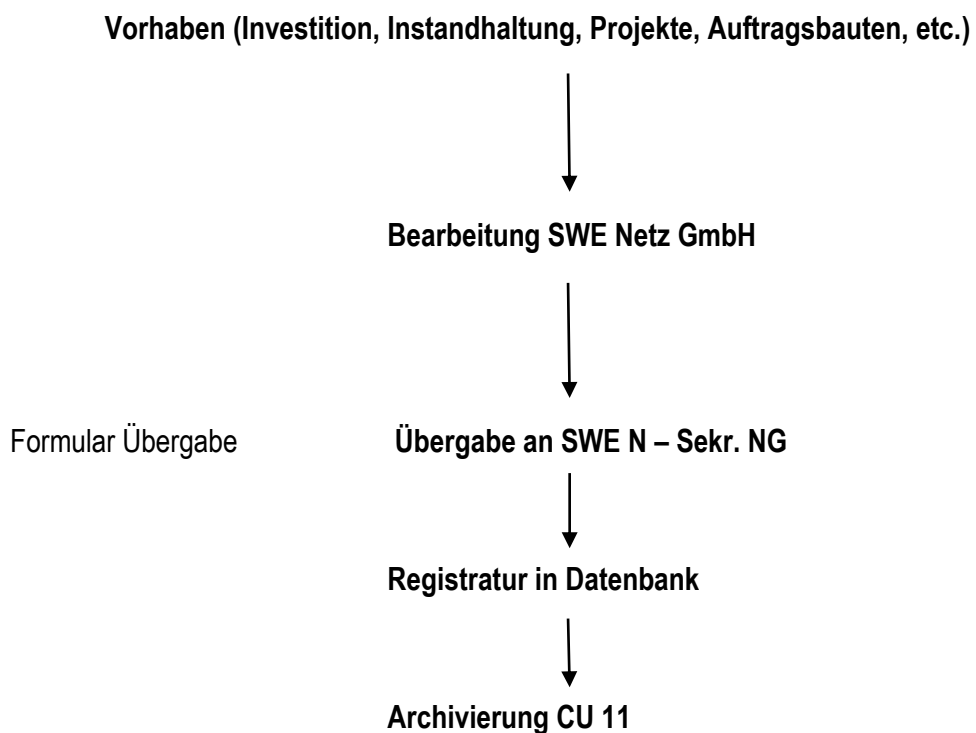 Vorhaben (Investition, Instandhaltung, Projekte, Auftragsbauten, etc.)
Bearbeitung SWE Netz GmbH
Formular Übergabe Übergabe an SWE N – Sekr. NG
Registratur in Datenbank
Archivierung CU 11